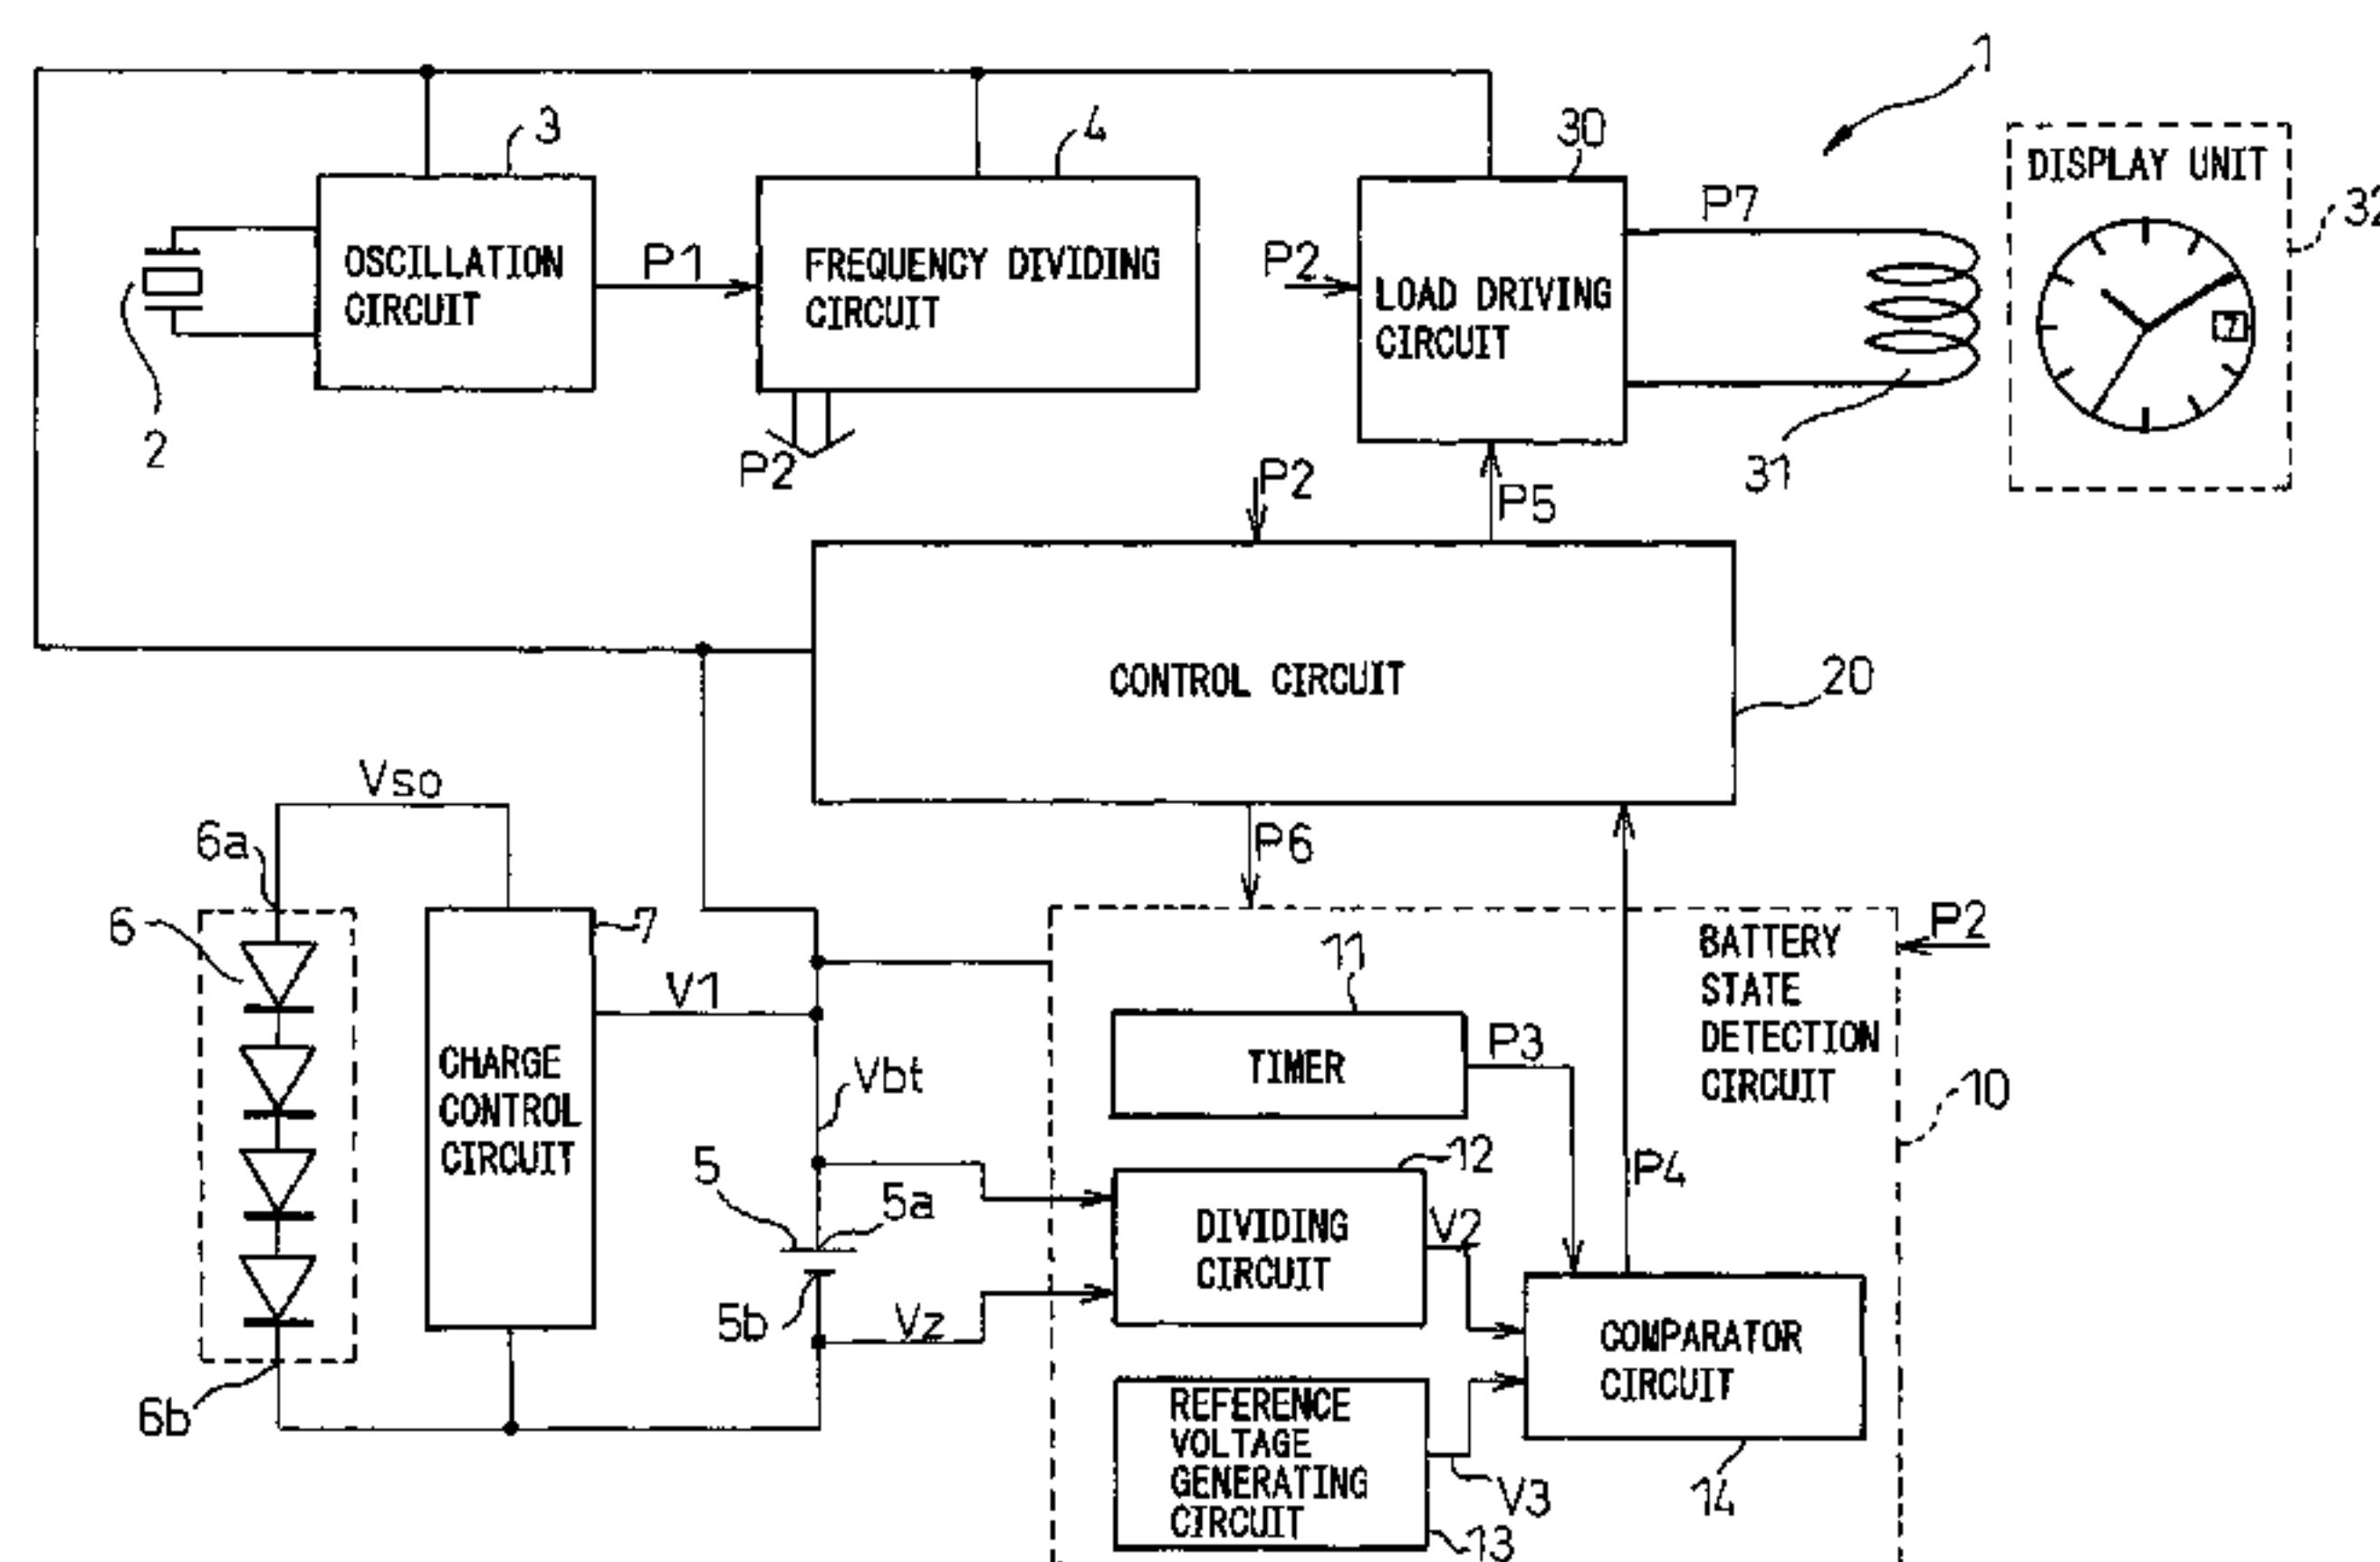 1
3
4
30
DISPLAY UNIT
32
P7
OSCILLATION
CIRCUIT
P1
FREQUENCY DIVIDING
CIRCUIT
P2
LOAD DRIVING
CIRCUIT
7
2
P2
P2
P5
31
CONTROL CIRCUIT
20
Vso
6a
P6
6
7
V1
BATTERY
STATE
DETECTION
CIRCUIT
P2
11
TIMER
P3
10
CHARGE
CONTROL
CIRCUIT
Vbt
5
5a
12
P4
DIVIDING
CIRCUIT
V2
5b
Vz
COMPARATOR
CIRCUIT
6b
REFERENCE
VOLTAGE
GENERATING
CIRCUIT
V3
14
13